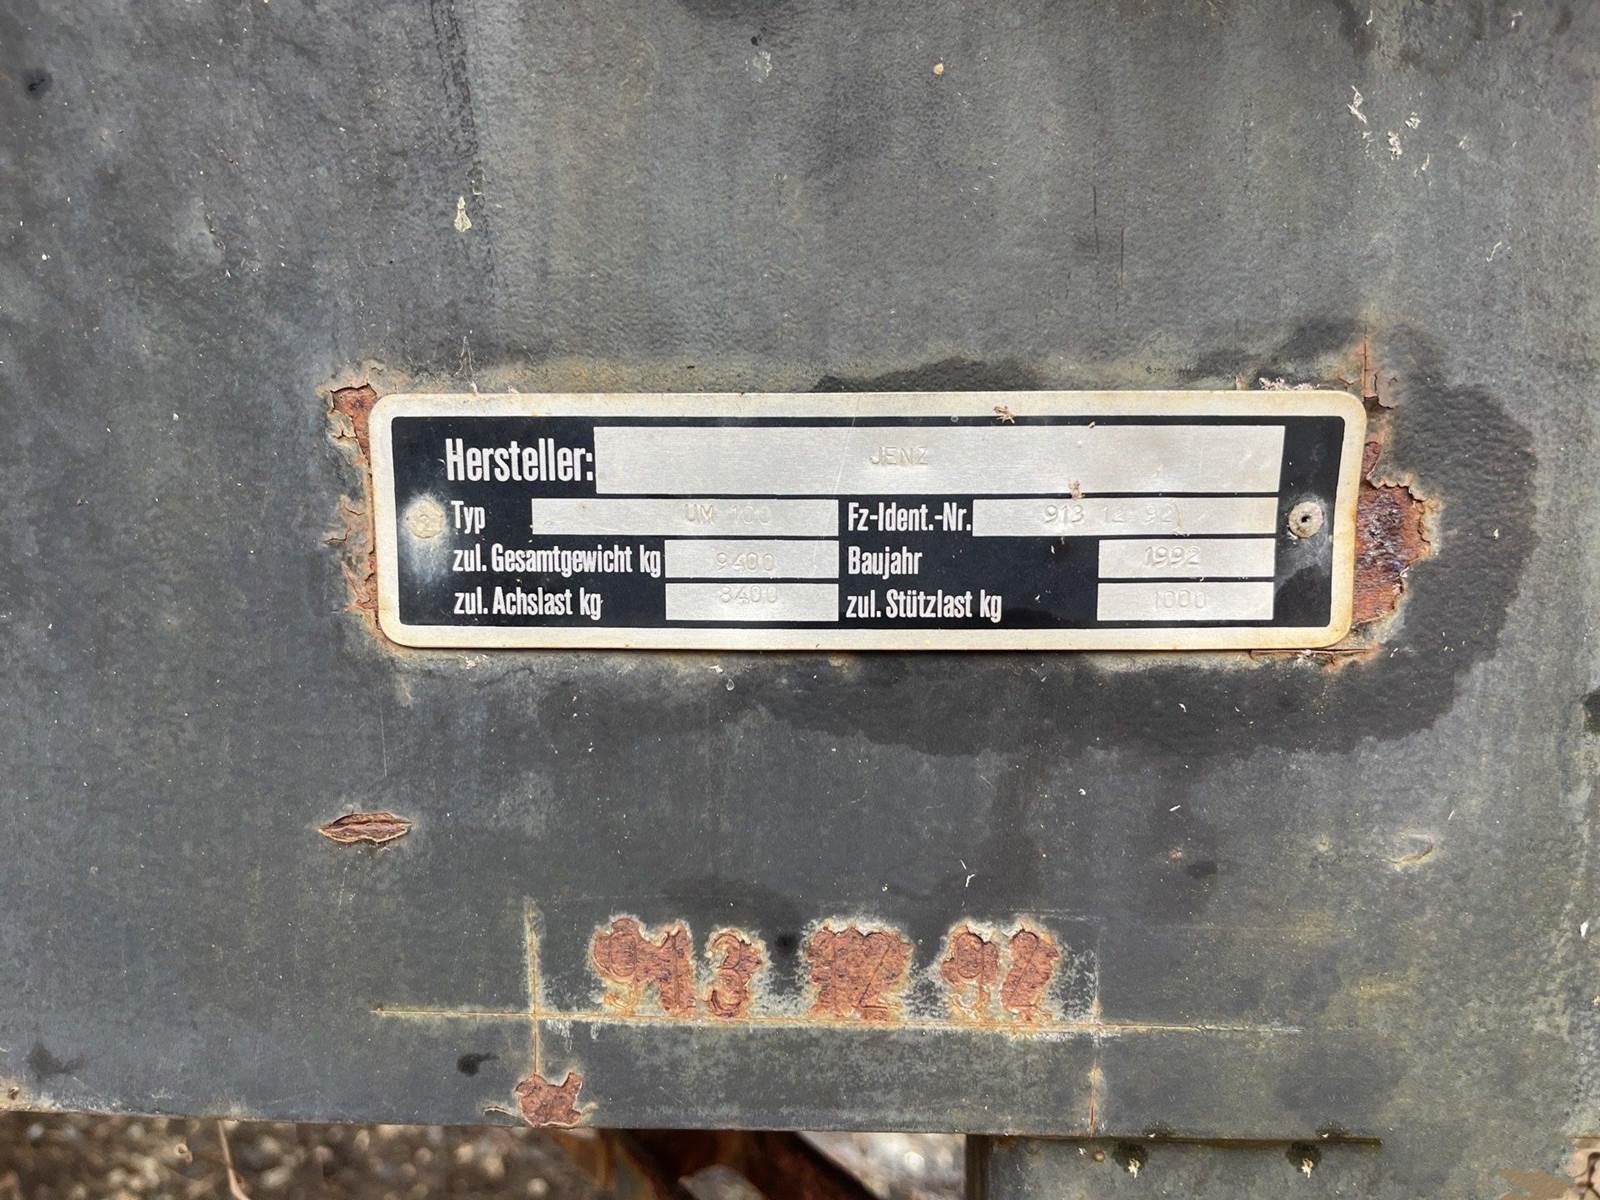 Hersteller: JENZ
Typ UM 100 Fz-Ident.-Nr. 913 12 92
zul. Gesamtgewicht kg 9400 Baujahr 1992
zul. Achslast kg 8400 zul. Stützlast kg 1000
913 12 92